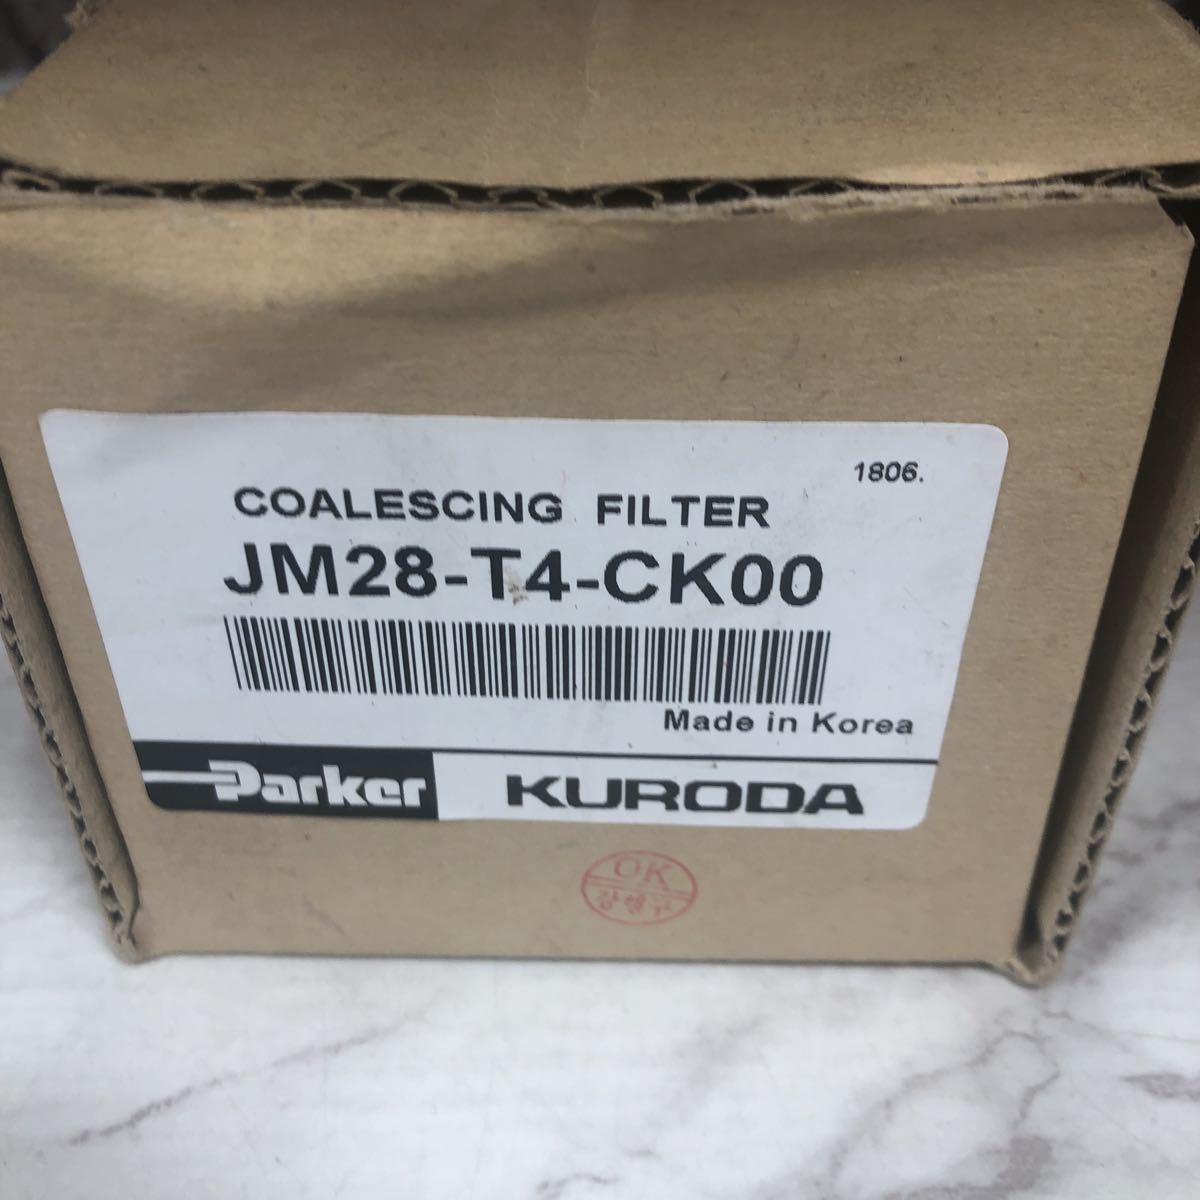 1806.
COALESCING FILTER
JM28-T4-CK00
Made in Korea
Parker KURODA
OK